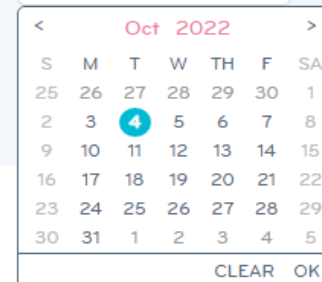 < Oct 2022 >
S M T W TH F SA
25 26 27 28 29 30 1
2 3 4 5 6 7 8
9 10 11 12 13 14 15
16 17 18 19 20 21 22
23 24 25 26 27 28 29
30 31 1 2 3 4 5
CLEAR OK